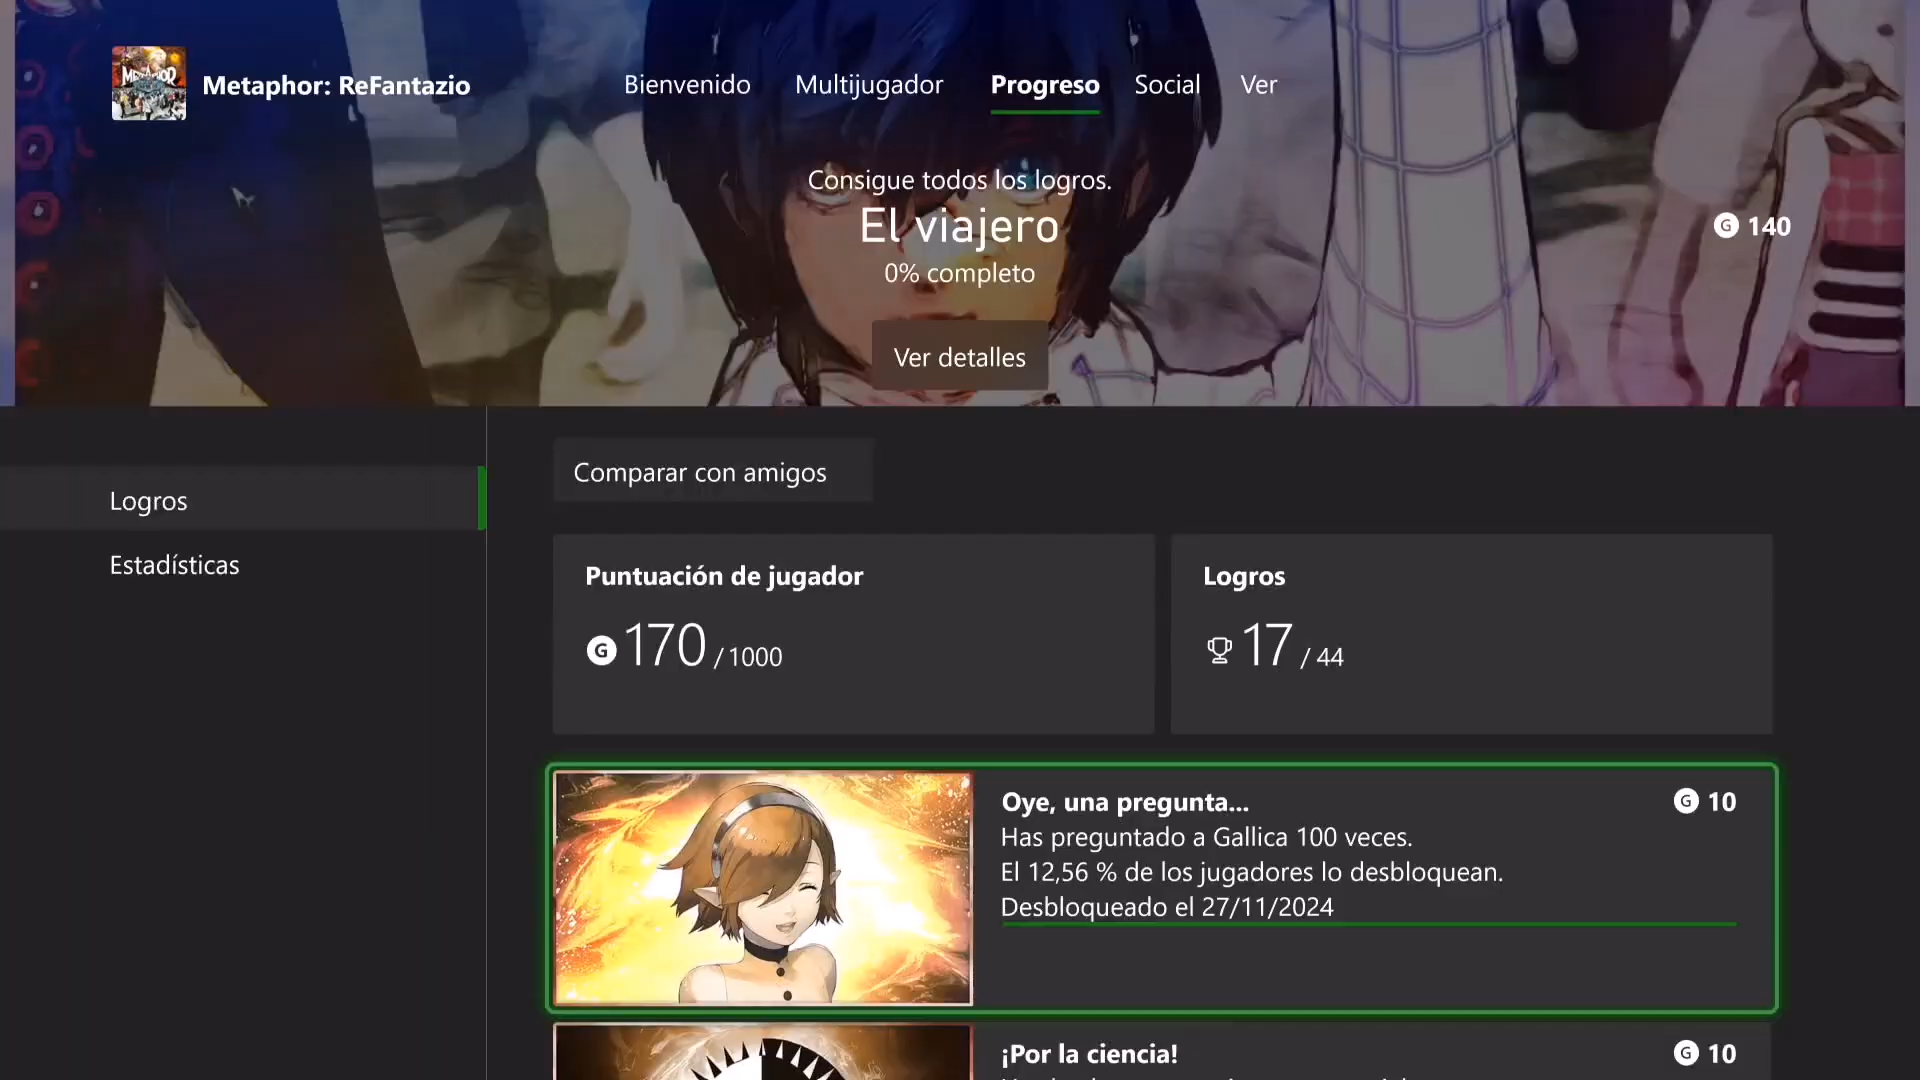 METAPHOR
Metaphor: ReFantazio
Bienvenido
Multijugador
Progreso
Social
Ver
Consigue todos los logros.
El viajero
0% completo
G 140
Ver detalles
Logros
Estadísticas
Comparar con amigos
Puntuación de jugador
G 170 / 1000
Logros
17 / 44
Oye, una pregunta...
G 10
Has preguntado a Gallica 100 veces.
El 12,56 % de los jugadores lo desbloquean.
Desbloqueado el 27/11/2024
¡Por la ciencia!
G 10